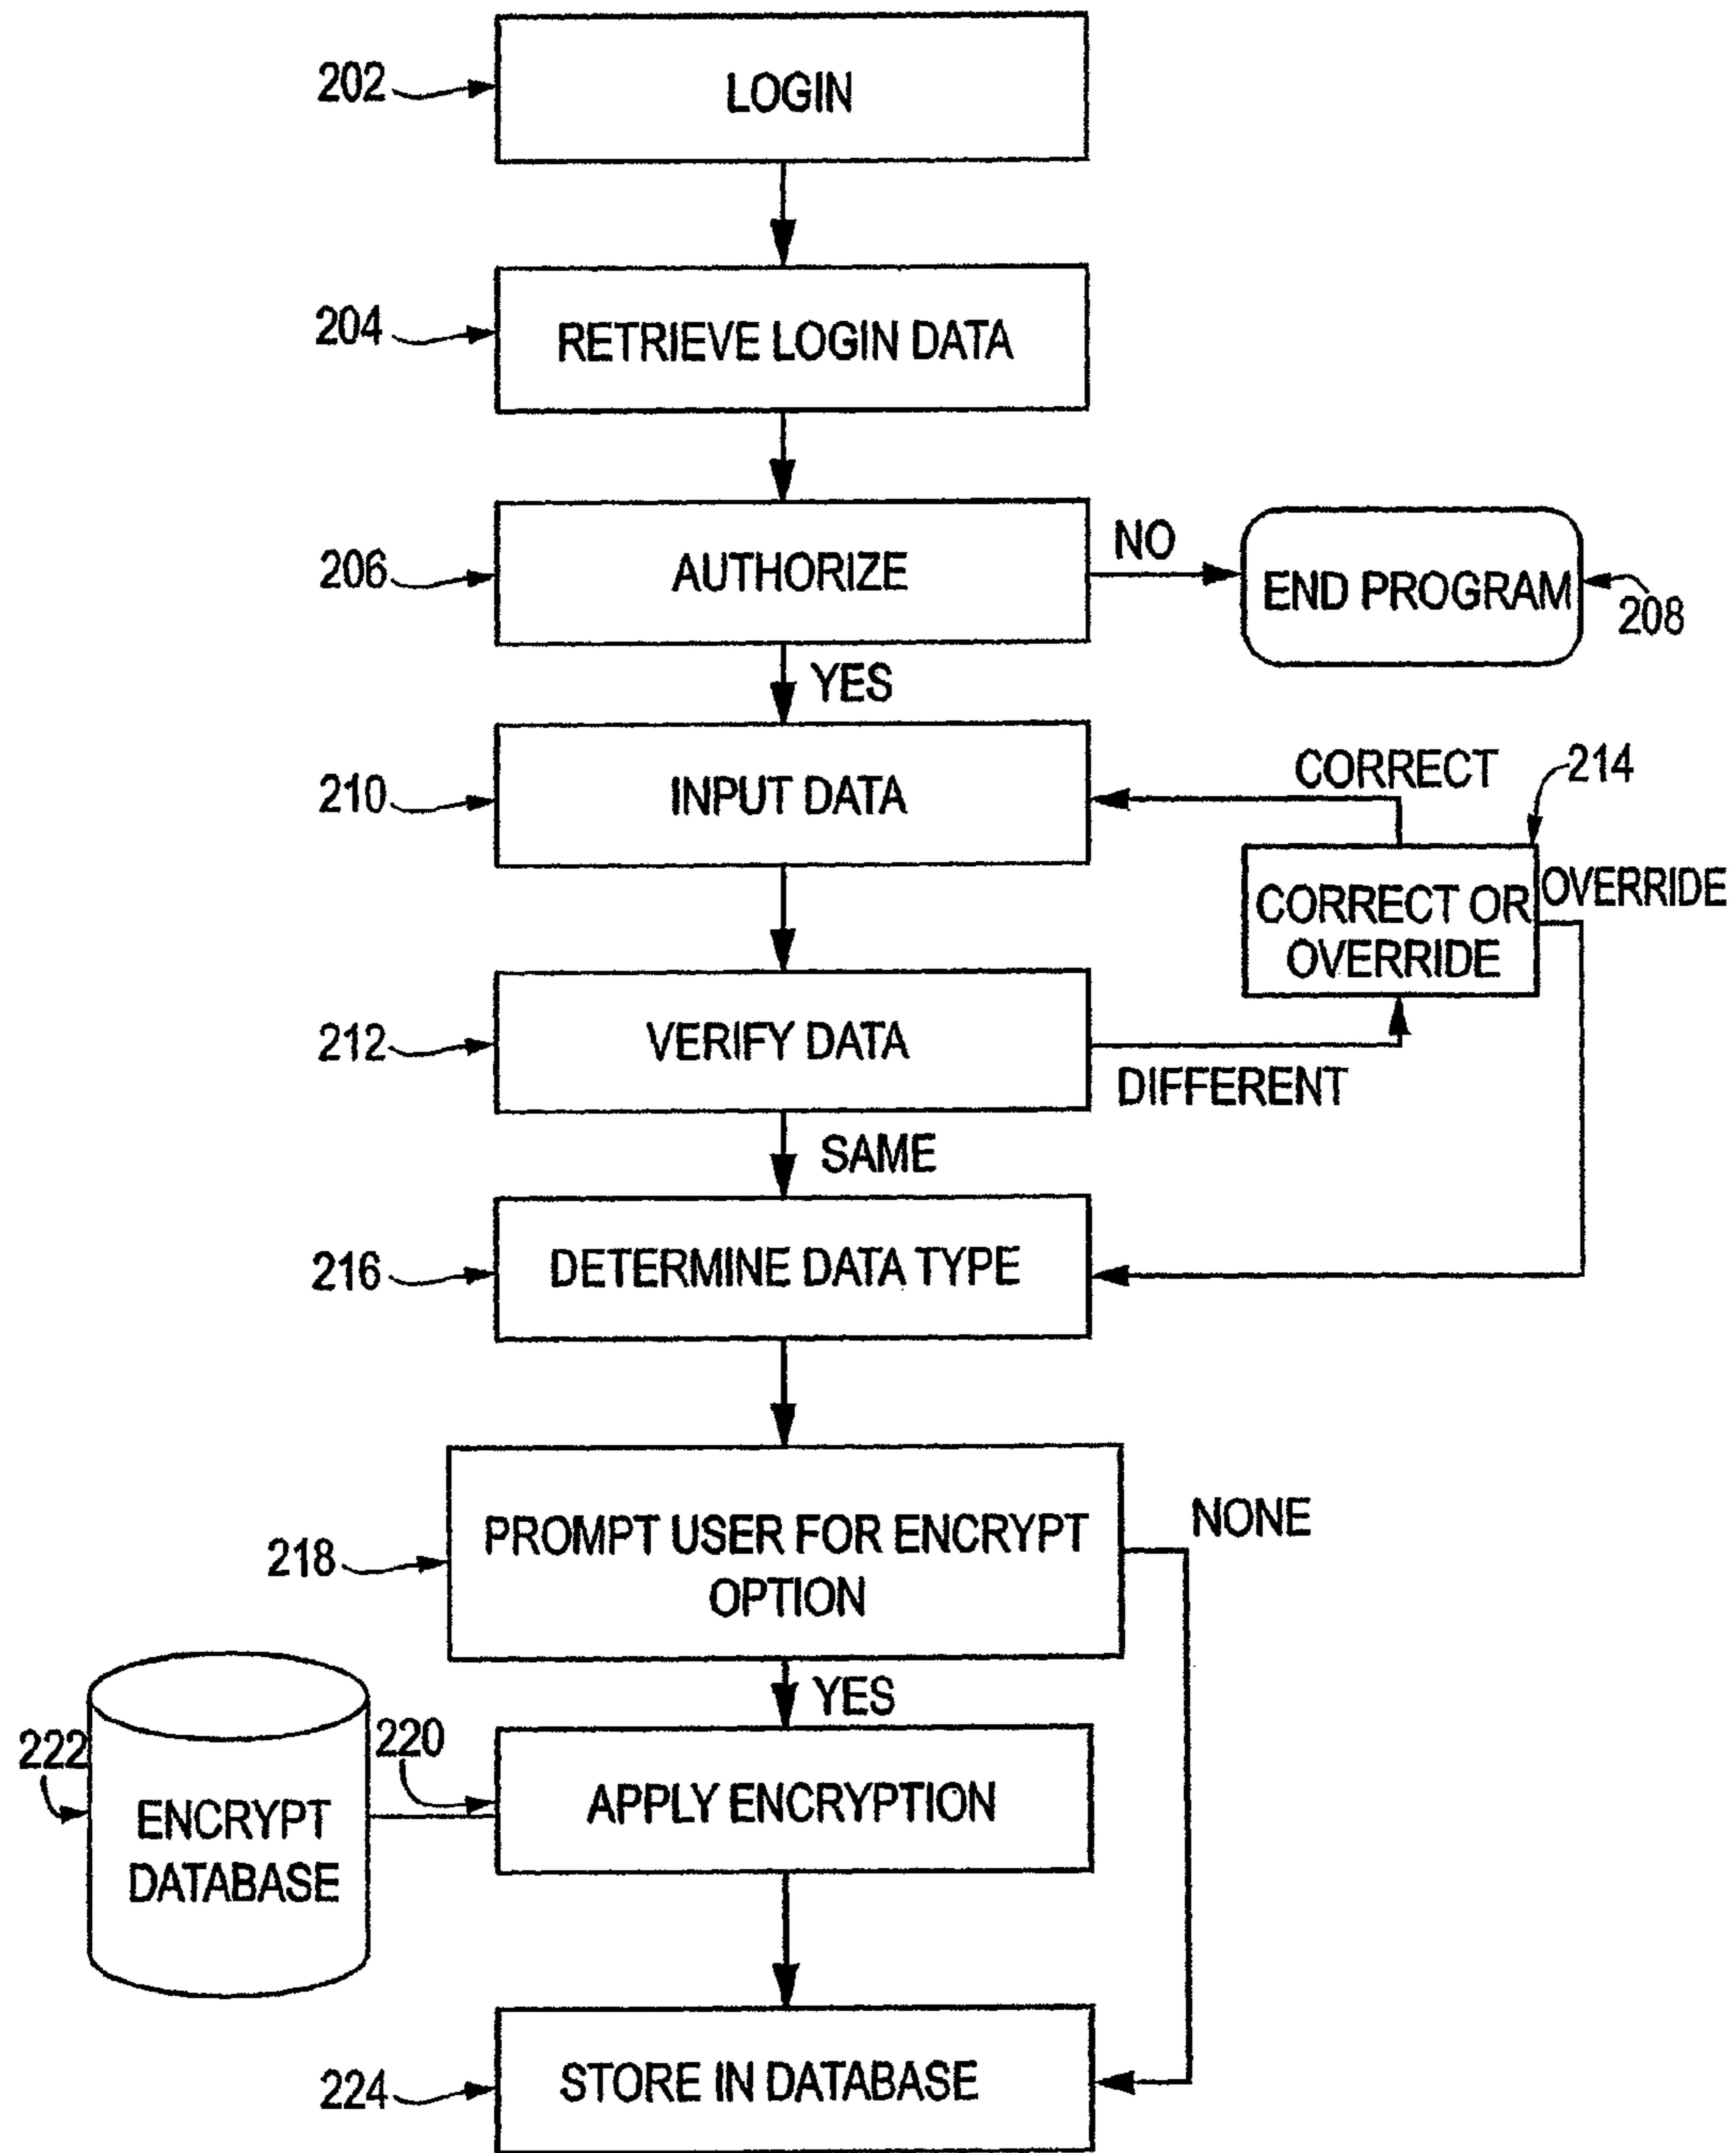 202
LOGIN
204
RETRIEVE LOGIN DATA
206
AUTHORIZE
NO
END PROGRAM
208
YES
210
INPUT DATA
CORRECT
214
CORRECT OR
OVERRIDE
OVERRIDE
212
VERIFY DATA
DIFFERENT
SAME
216
DETERMINE DATA TYPE
218
PROMPT USER FOR ENCRYPT
OPTION
NONE
YES
222
ENCRYPT
DATABASE
220
APPLY ENCRYPTION
224
STORE IN DATABASE